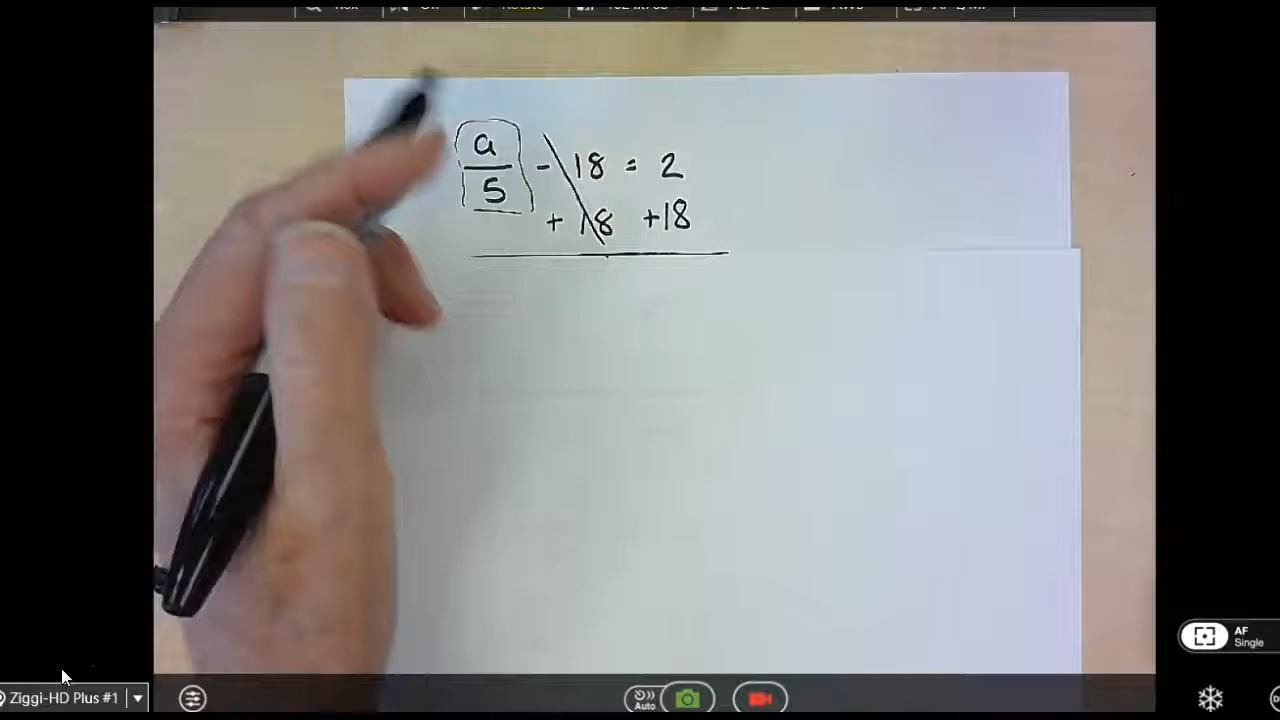 a
5
- 18 = 2
+ 18 +18
AF
Single
Ziggi-HD Plus #1
Auto